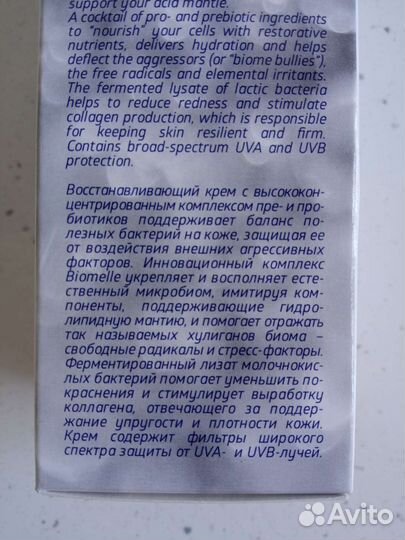 support your acid mantle.
A cocktail of pro- and prebiotic ingredients
to "nourish" your cells with restorative
nutrients, delivers hydration and helps
deflect the aggressors (or "biome bullies"),
the free radicals and elemental irritants.
The fermented lysate of lactic bacteria
helps to reduce redness and stimulate
collagen production, which is responsible
for keeping skin resilient and firm.
Contains broad-spectrum UVA and UVB
protection.
Восстанавливающий крем с высококон-
центрированным комплексом пре- и про-
биотиков поддерживает баланс по-
лезных бактерий на коже, защищая ее
от воздействия внешних агрессивных
факторов. Инновационный комплекс
Biomelle укрепляет и восполняет есте-
ственный микробиом, имитируя ком-
поненты, поддерживающие гидро-
липидную мантию, и помогает отражать
так называемых хулиганов биома –
свободные радикалы и стресс-факторы.
Ферментированный лизат молочнокис-
лых бактерий помогает уменьшить по-
краснения и стимулирует выработку
коллагена, отвечающего за поддер-
жание упругости и плотности кожи.
Крем содержит фильтры широкого
спектра защиты от UVA- и UVB-лучей.
Avito